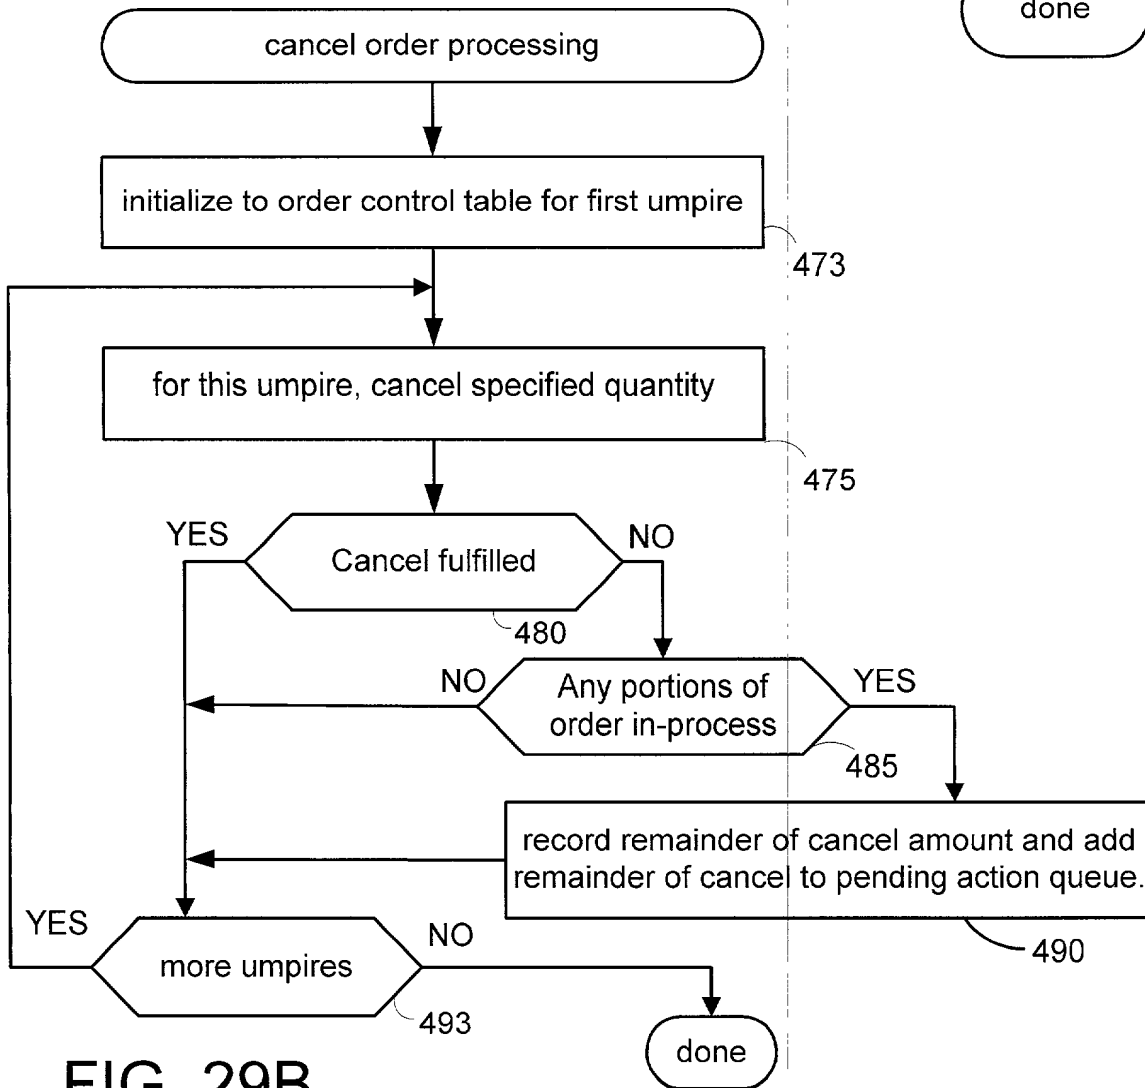 done
cancel order processing
initialize to order control table for first umpire
473
for this umpire, cancel specified quantity
475
YES
NO
Cancel fulfilled
480
NO
YES
Any portions of
order in-process
485
record remainder of cancel amount and add
remainder of cancel to pending action queue.
490
YES
NO
more umpires
493
done
FIG. 29B